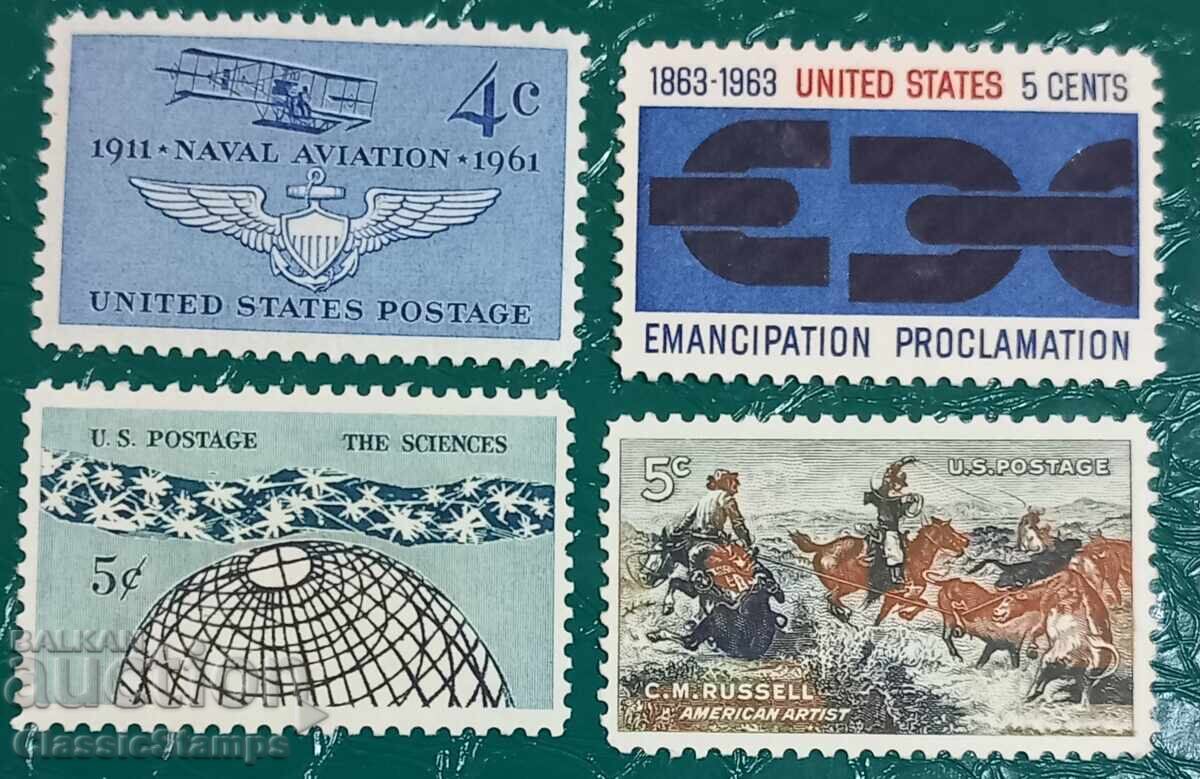 4c
1911 ★ NAVAL AVIATION ★ 1961
UNITED STATES POSTAGE
1863-1963 UNITED STATES 5 CENTS
EMANCIPATION PROCLAMATION
U.S. POSTAGE THE SCIENCES
5¢
5c U.S. POSTAGE
C.M. RUSSELL
AMERICAN ARTIST
BALKAN
auction
ClassicStamps